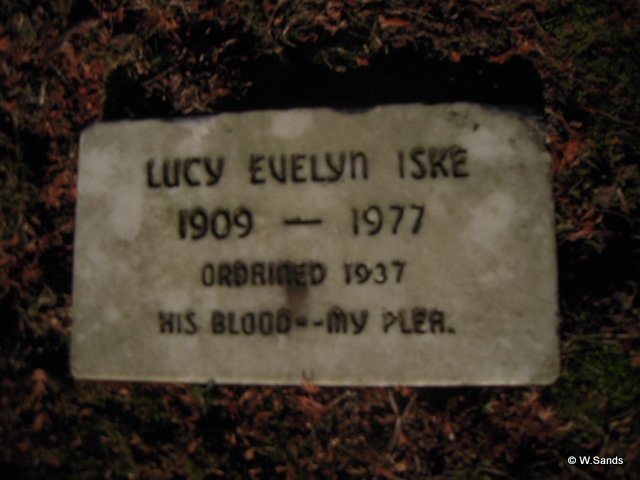 LUCY EVELYN ISKE
1909 — 1977
ORDAINED 1937
HIS BLOOD--MY PLEA.
© W.Sands